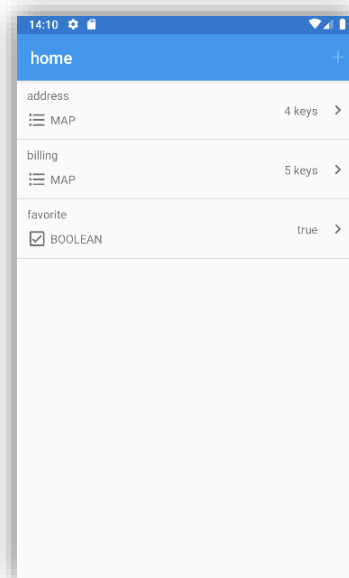 14:10
home
+
address
MAP
4 keys
billing
MAP
5 keys
favorite
BOOLEAN
true